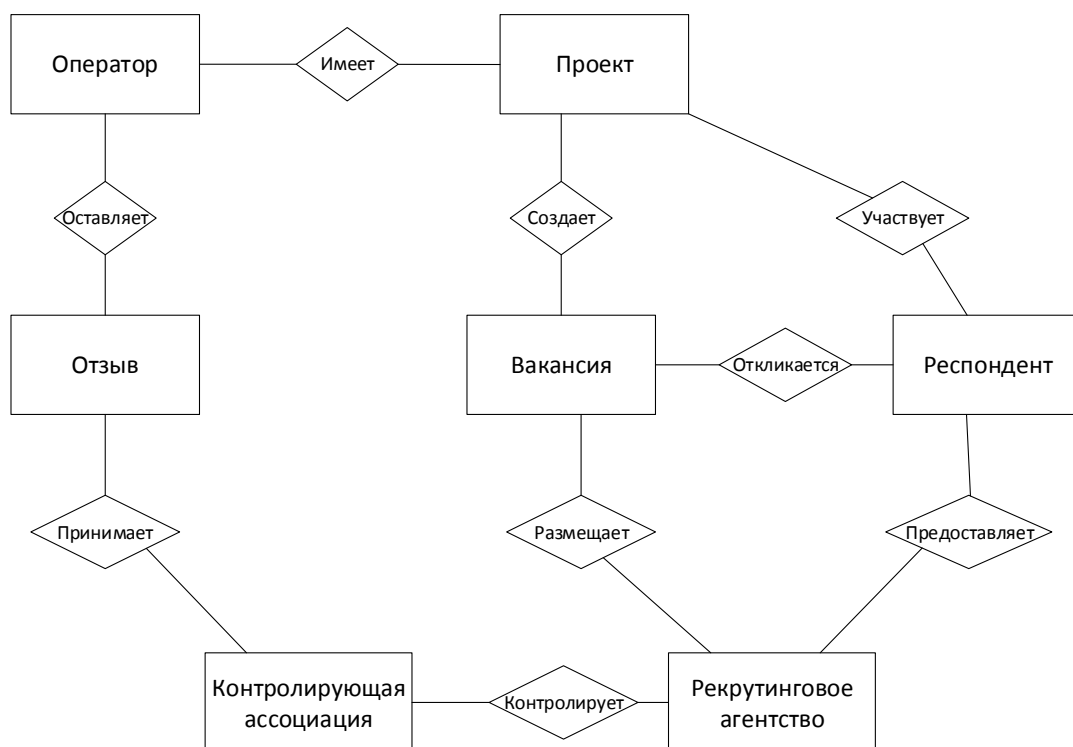 Оператор
Имеет
Проект
Оставляет
Создает
Участвует
Отзыв
Вакансия
Откликается
Респондент
Принимает
Размещает
Предоставляет
Контролирующая
ассоциация
Контролирует
Рекрутинговое
агентство